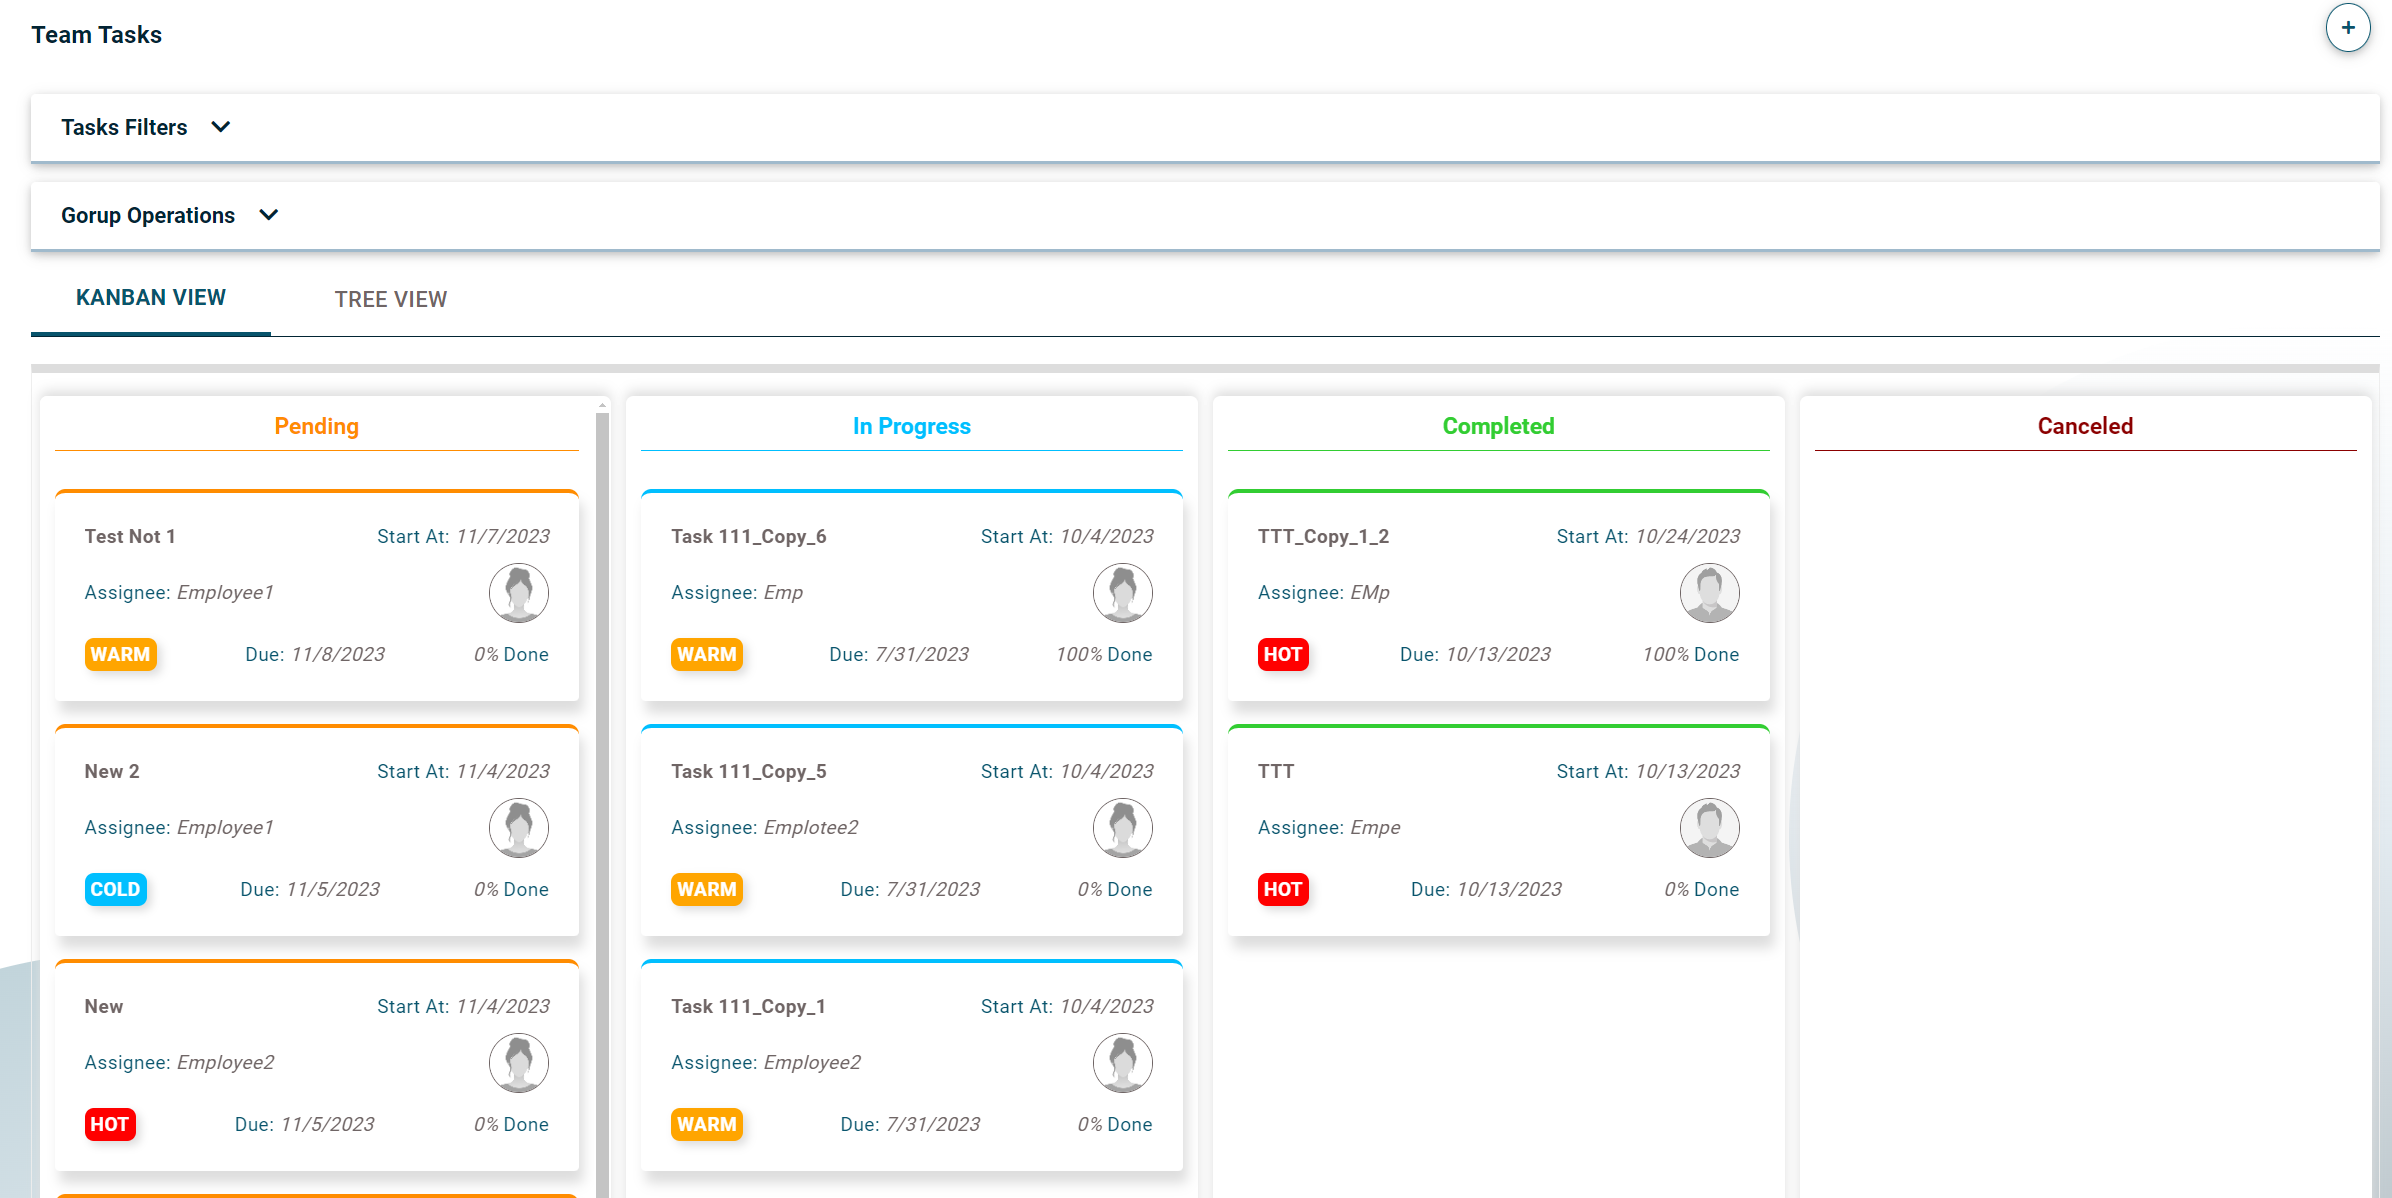 Team Tasks
+
Tasks Filters
Gorup Operations
KANBAN VIEW
TREE VIEW
Pending
Test Not 1
Start At: 11/7/2023
Assignee: Employee1
WARM
Due: 11/8/2023
0% Done
New 2
Start At: 11/4/2023
Assignee: Employee1
COLD
Due: 11/5/2023
0% Done
New
Start At: 11/4/2023
Assignee: Employee2
HOT
Due: 11/5/2023
0% Done
In Progress
Task 111_Copy_6
Start At: 10/4/2023
Assignee: Emp
WARM
Due: 7/31/2023
100% Done
Task 111_Copy_5
Start At: 10/4/2023
Assignee: Emplotee2
WARM
Due: 7/31/2023
0% Done
Task 111_Copy_1
Start At: 10/4/2023
Assignee: Employee2
WARM
Due: 7/31/2023
0% Done
Completed
TTT_Copy_1_2
Start At: 10/24/2023
Assignee: EMp
HOT
Due: 10/13/2023
100% Done
TTT
Start At: 10/13/2023
Assignee: Empe
HOT
Due: 10/13/2023
0% Done
Canceled